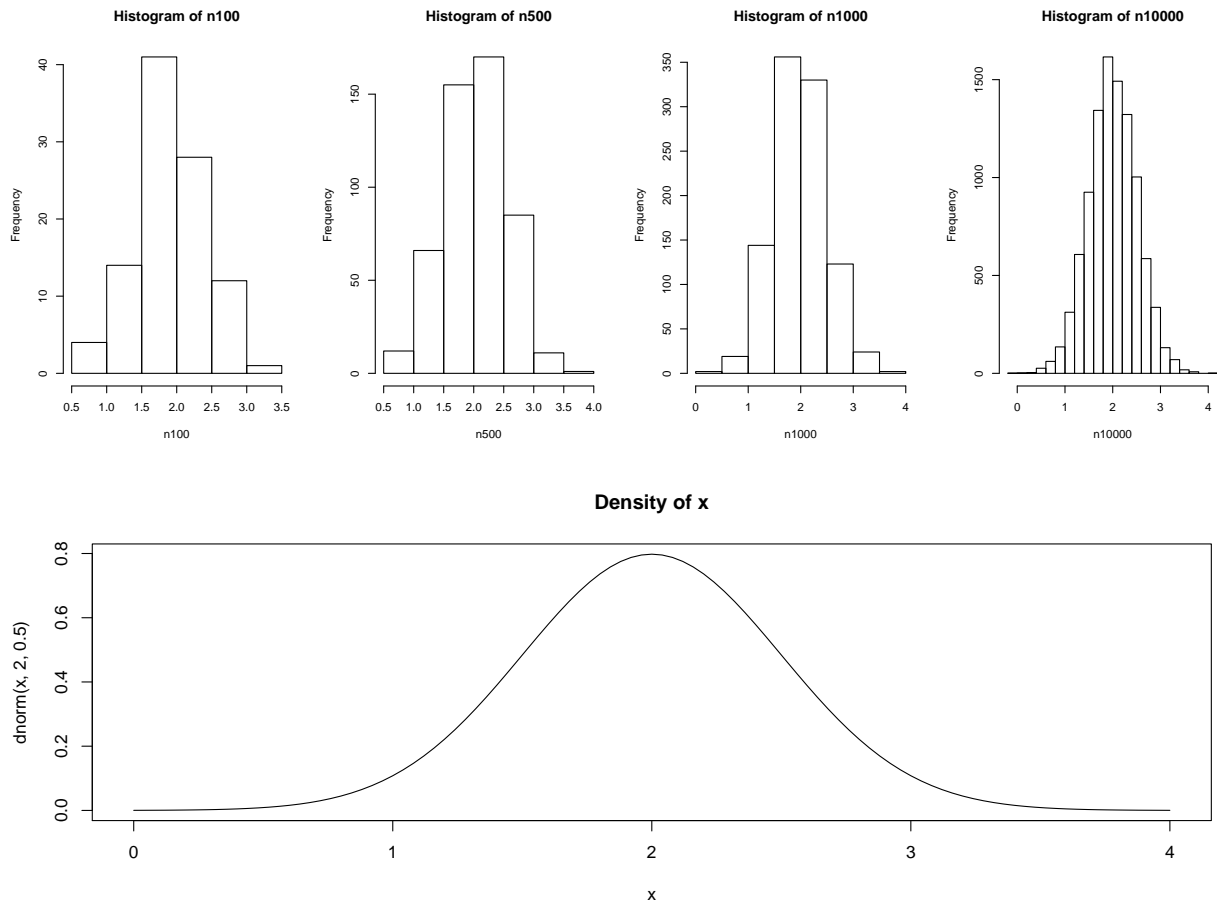 Histogram of n100
Frequency
40
30
20
10
0
0.5 1.0 1.5 2.0 2.5 3.0 3.5
n100
Histogram of n500
Frequency
150
100
50
0
0.5 1.0 1.5 2.0 2.5 3.0 3.5 4.0
n500
Histogram of n1000
Frequency
350
300
250
200
150
100
50
0
0 1 2 3 4
n1000
Histogram of n10000
Frequency
1500
1000
500
0
0 1 2 3 4
n10000
Density of x
dnorm(x, 2, 0.5)
0.8
0.6
0.4
0.2
0.0
0 1 2 3 4
x